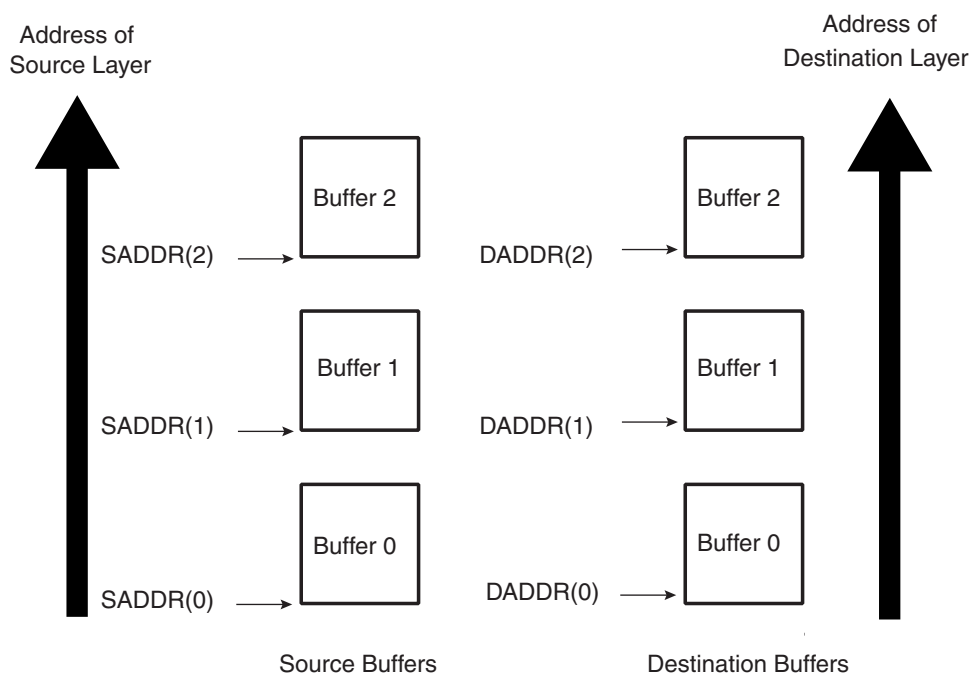 Address of
Source Layer
Address of
Destination Layer
Buffer 2
Buffer 2
SADDR(2)
DADDR(2)
Buffer 1
Buffer 1
SADDR(1)
DADDR(1)
Buffer 0
Buffer 0
SADDR(0)
DADDR(0)
Source Buffers
Destination Buffers